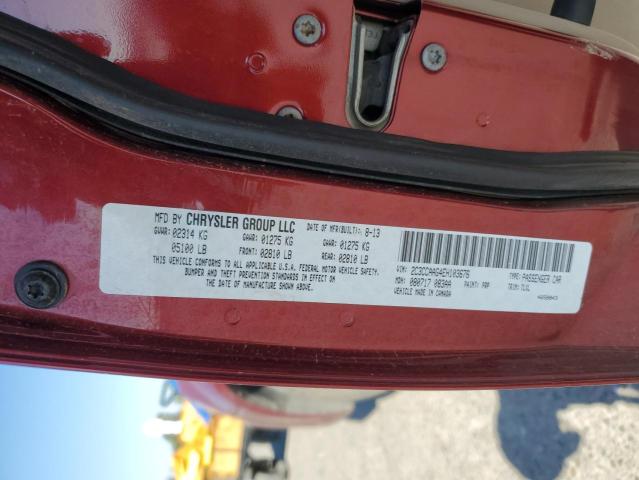 MFD BY CHRYSLER GROUP LLC DATE OF MFR(BUILT): 8-13
GVWR: 02314 KG GAWR: 01275 KG GAWR: 01275 KG
05100 LB FRONT: 02810 LB REAR: 02810 LB
THIS VEHICLE CONFORMS TO ALL APPLICABLE U.S.A. FEDERAL MOTOR VEHICLE SAFETY,
BUMPER AND THEFT PREVENTION STANDARDS IN EFFECT ON
THE DATE OF MANUFACTURE SHOWN ABOVE.
VIN: 2C3CCAAG4EH103676 TYPE: PASSENGER CAR
MDH: 080717 083AA PAINT: PRP TRIM: TLXL
VEHICLE MADE IN CANADA